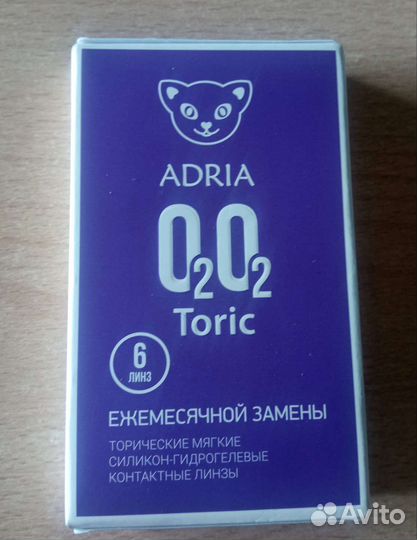 ADRIA
O2O2
Toric
6
ЛИНЗ
ЕЖЕМЕСЯЧНОЙ ЗАМЕНЫ
ТОРИЧЕСКИЕ МЯГКИЕ
СИЛИКОН-ГИДРОГЕЛЕВЫЕ
КОНТАКТНЫЕ ЛИНЗЫ
Avito